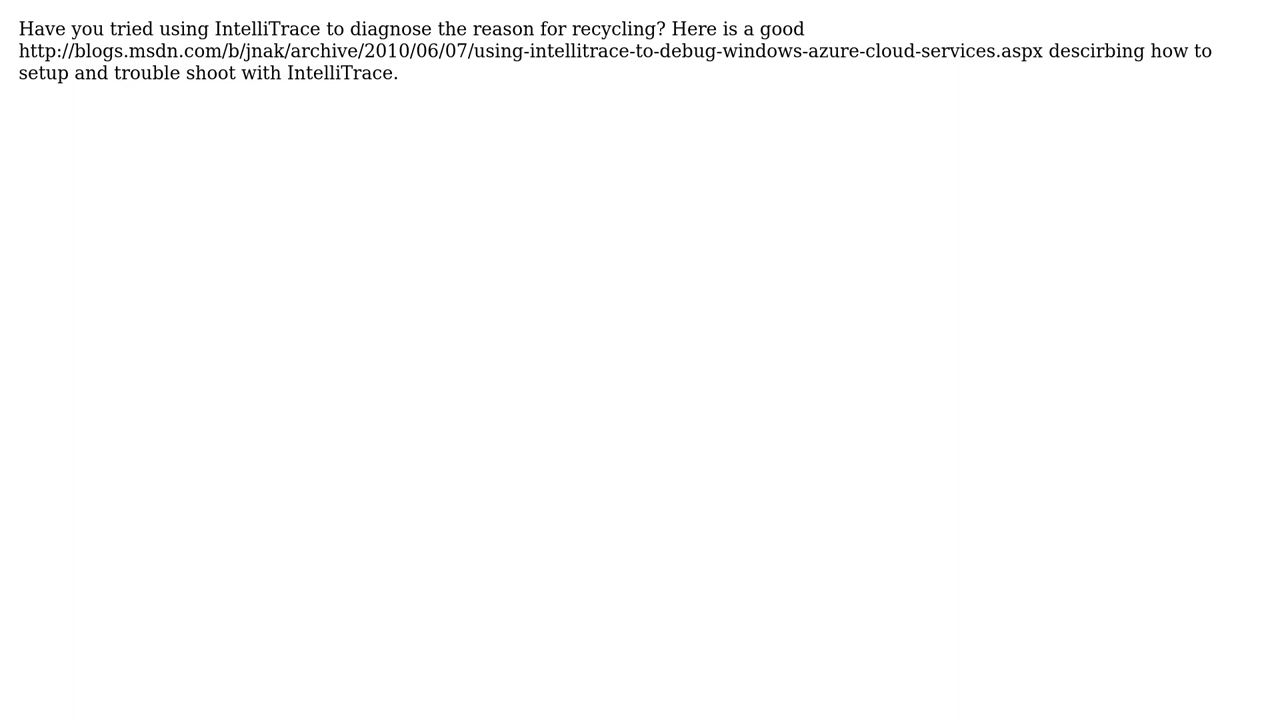 Have you tried using IntelliTrace to diagnose the reason for recycling? Here is a good
http://blogs.msdn.com/b/jnak/archive/2010/06/07/using-intellitrace-to-debug-windows-azure-cloud-services.aspx descirbing how to
setup and trouble shoot with IntelliTrace.